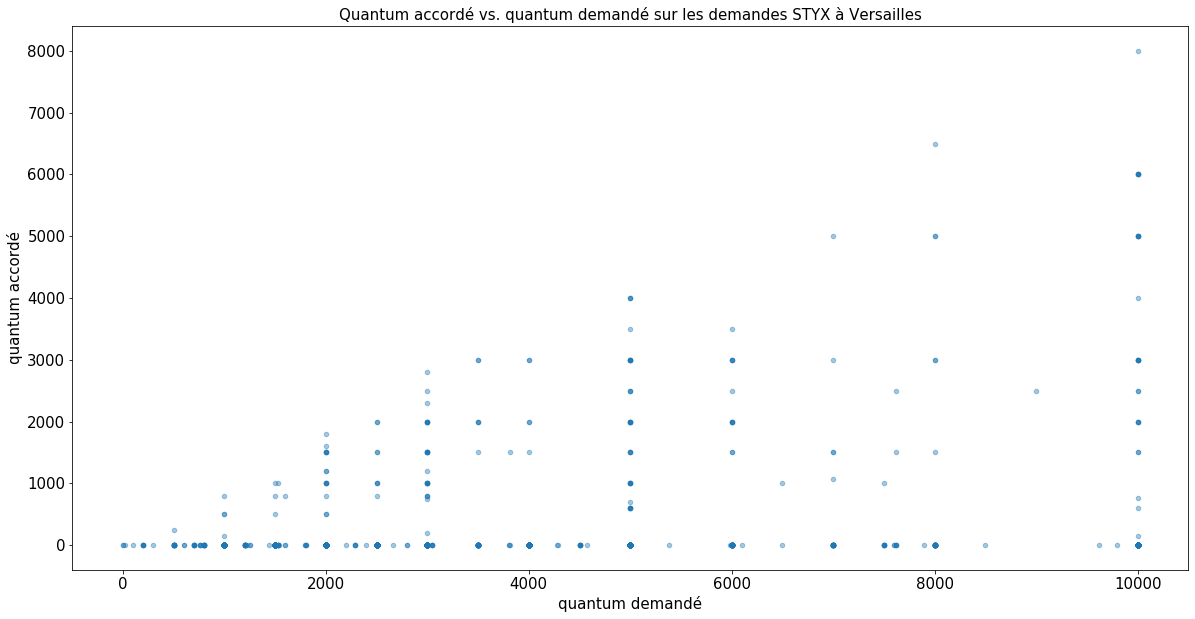 Quantum accordé vs. quantum demandé sur les demandes STYX à Versailles
quantum accordé
8000
7000
6000
5000
4000
3000
2000
1000
0
0 2000 4000 6000 8000 10000
quantum demandé